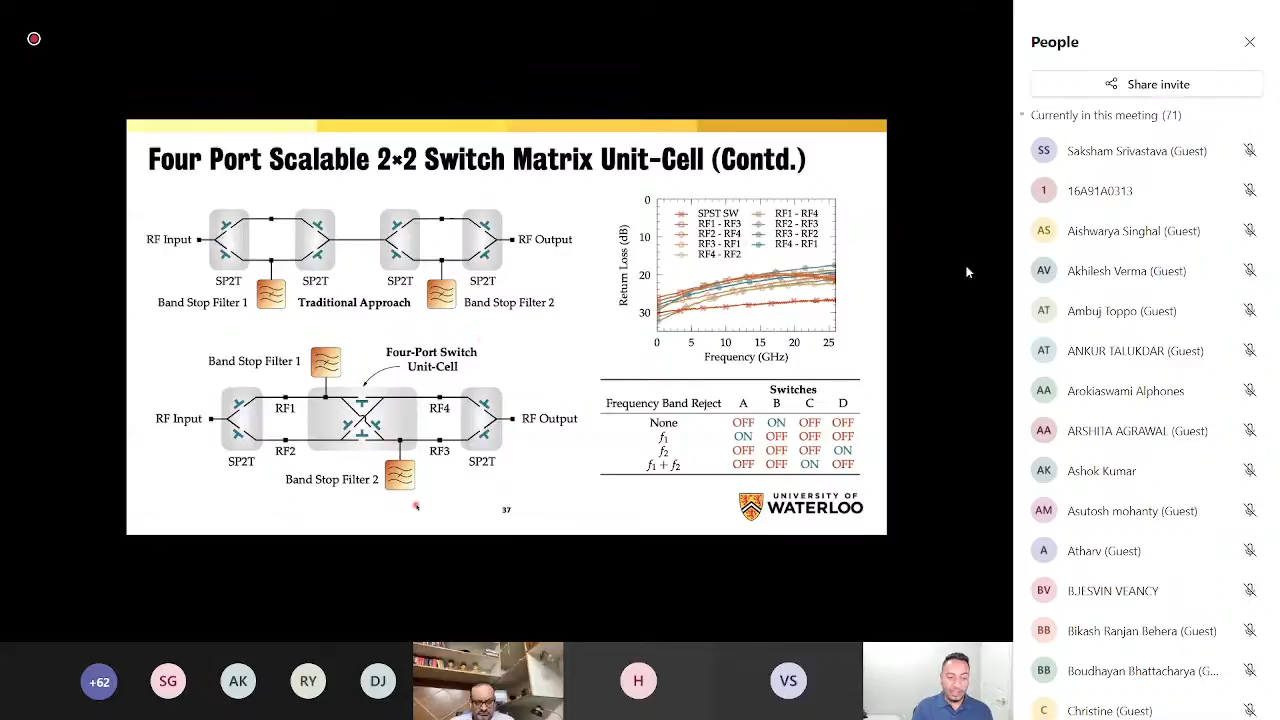 Four Port Scalable 2×2 Switch Matrix Unit-Cell (Contd.)
RF Input
RF Output
SP2T
SP2T
SP2T
SP2T
Band Stop Filter 1
Traditional Approach
Band Stop Filter 2
Band Stop Filter 1
Four-Port Switch
Unit-Cell
RF Input
RF1
RF4
RF Output
RF2
RF3
SP2T
SP2T
Band Stop Filter 2
0
10
20
30
Return Loss (dB)
SPST SW
RF1 - RF3
RF2 - RF4
RF3 - RF1
RF4 - RF2
RF1 - RF4
RF2 - RF3
RF3 - RF2
RF4 - RF1
0 5 10 15 20 25
Frequency (GHz)
Switches
Frequency Band Reject A B C D
None OFF ON OFF OFF
f1 ON OFF OFF OFF
f2 OFF OFF OFF ON
f1 + f2 OFF OFF ON OFF
37
UNIVERSITY OF
WATERLOO
People
Share invite
Currently in this meeting (71)
SS Saksham Srivastava (Guest)
1 16A91A0313
AS Aishwarya Singhal (Guest)
AV Akhilesh Verma (Guest)
AT Ambuj Toppo (Guest)
AT ANKUR TALUKDAR (Guest)
AA Arokiaswami Alphones
AA ARSHITA AGRAWAL (Guest)
AK Ashok Kumar
AM Asutosh mohanty (Guest)
A Atharv (Guest)
BV BJESVIN VEANCY
BB Bikash Ranjan Behera (Guest)
BB Boudhayan Bhattacharya (G...
C Christine (Guest)
+62 SG AK RY DJ H VS